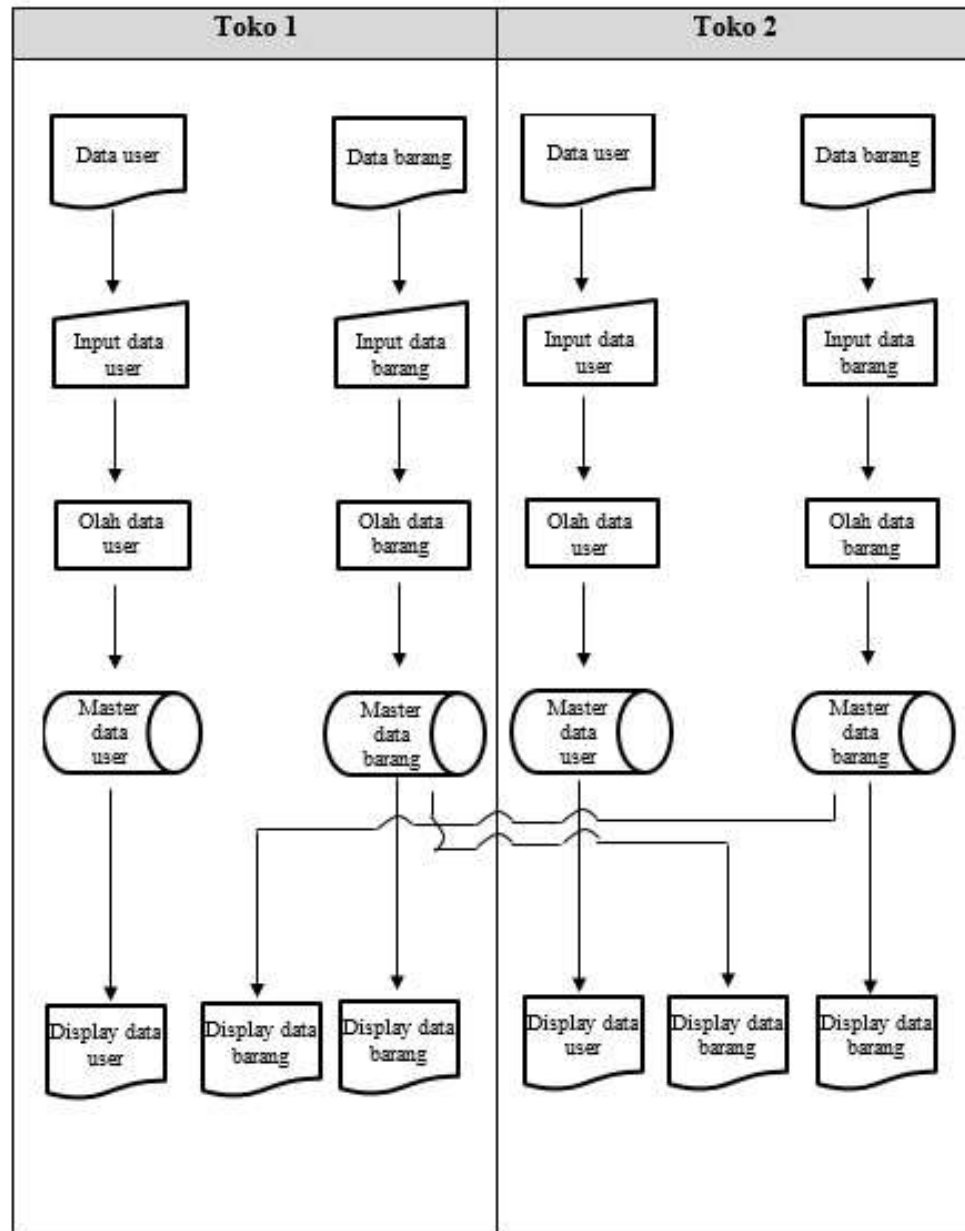 Toko 1
Toko 2
Data user
Data barang
Data user
Data barang
Input data
user
Input data
barang
Input data
user
Input data
barang
Olah data
user
Olah data
barang
Olah data
user
Olah data
barang
Master
data
user
Master
data
barang
Master
data
user
Master
data
barang
Display data
user
Display data
barang
Display data
barang
Display data
user
Display data
barang
Display data
barang